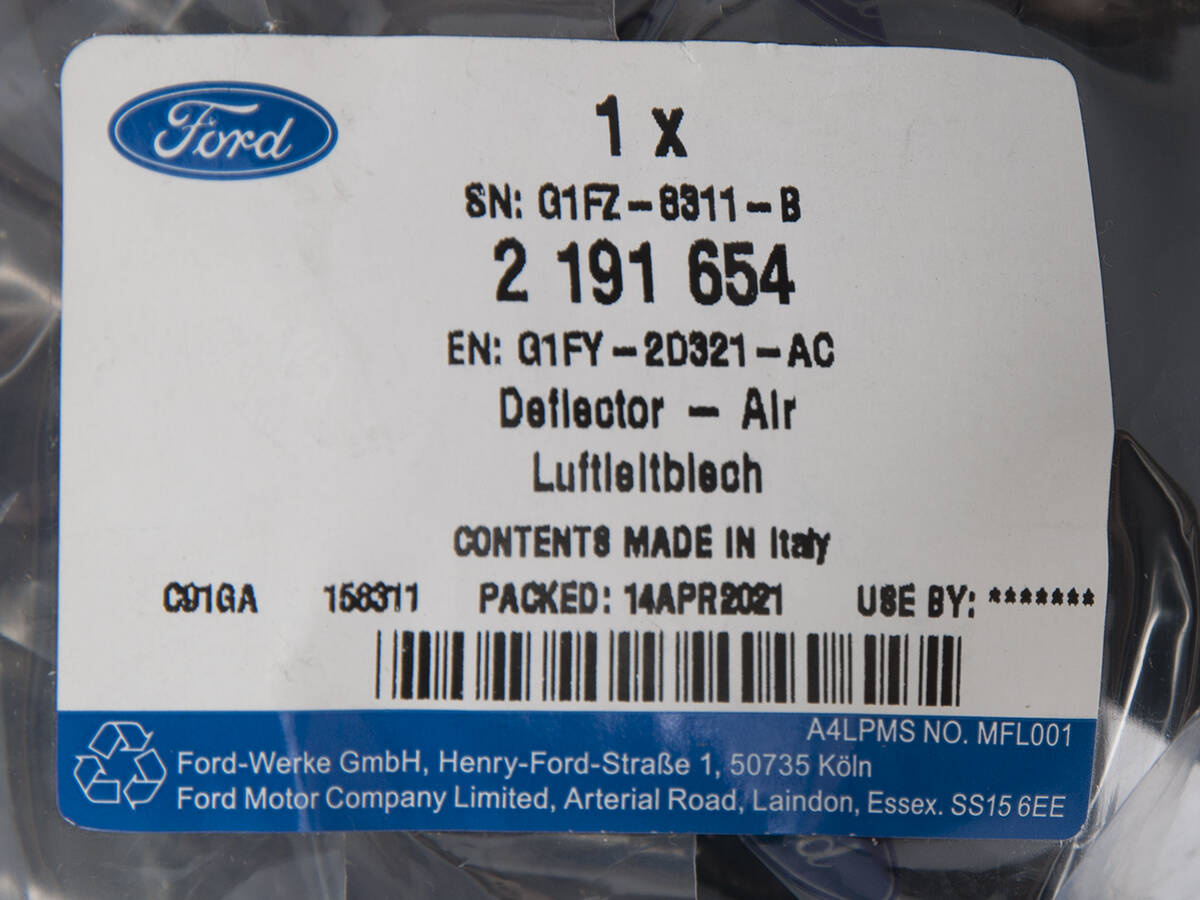 Ford
1 x
SN: G1FZ-8311-B
2 191 654
EN: G1FY-2D321-AC
Deflector - Air
Luftleitblech
CONTENTS MADE IN Italy
C91GA 158311 PACKED: 14APR2021 USE BY: *******
A4LPMS NO. MFL001
Ford-Werke GmbH, Henry-Ford-Straße 1, 50735 Köln
Ford Motor Company Limited, Arterial Road, Laindon, Essex. SS15 6EE